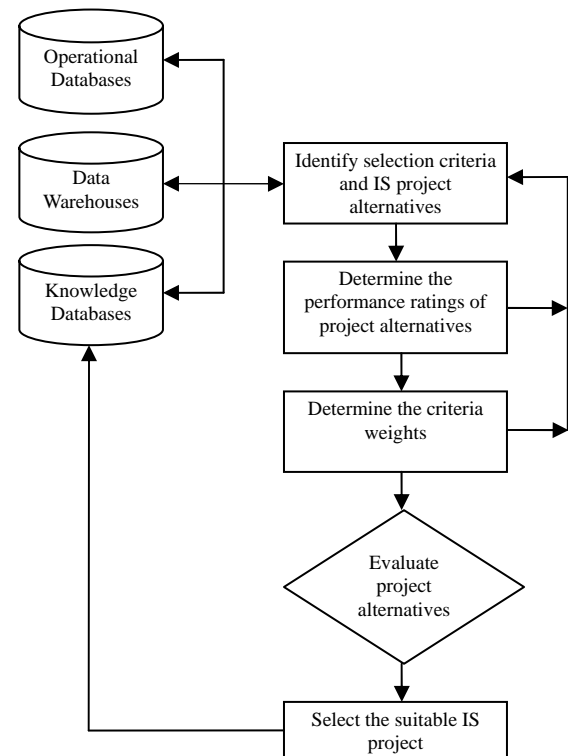 Operational
Databases
Data
Warehouses
Knowledge
Databases
Identify selection criteria
and IS project
alternatives
Determine the
performance ratings of
project alternatives
Determine the criteria
weights
Evaluate
project
alternatives
Select the suitable IS
project